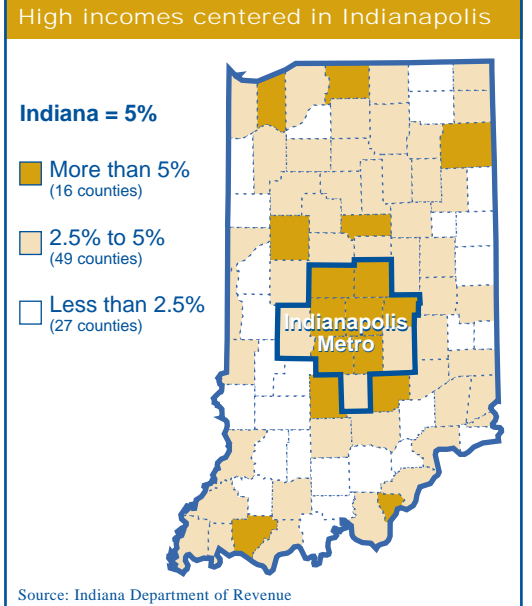 High incomes centered in Indianapolis
Indiana = 5%
More than 5%
(16 counties)
2.5% to 5%
(49 counties)
Less than 2.5%
(27 counties)
Indianapolis
Metro
Source: Indiana Department of Revenue